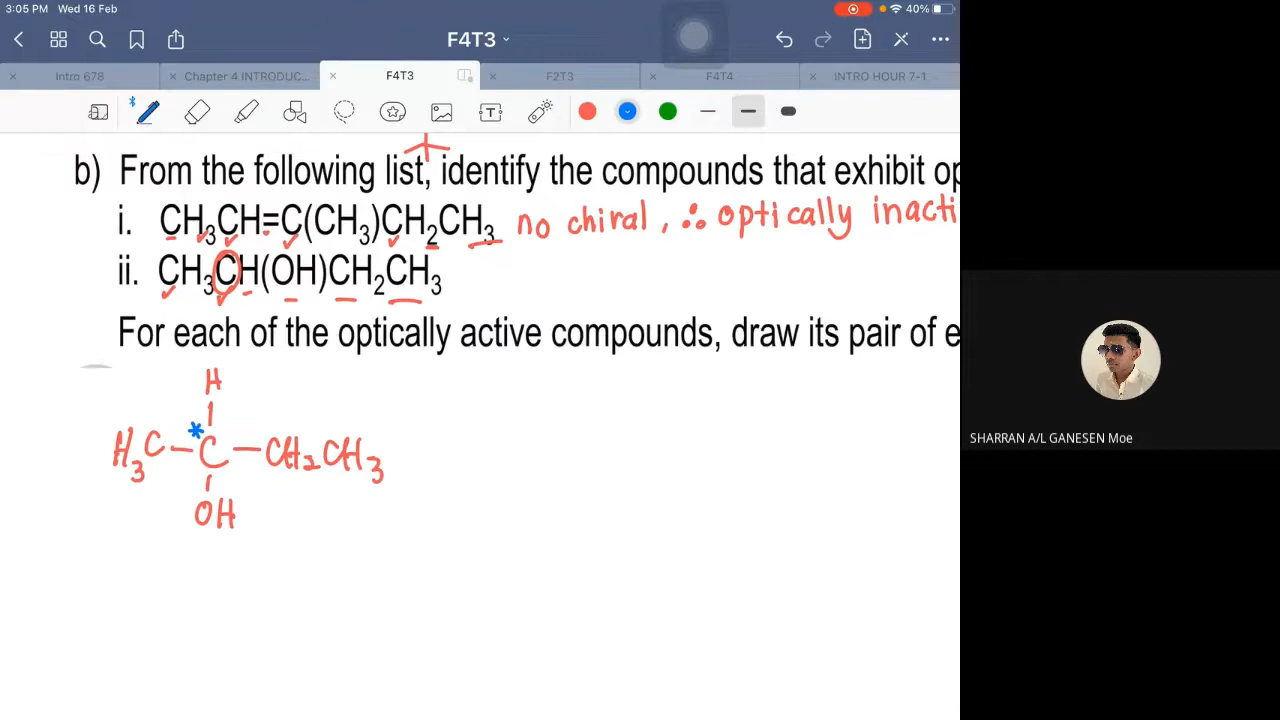 3:05 PM Wed 16 Feb
40%
F4T3
Intro 678
Chapter 4 INTRODUC...
F4T3
F2T3
F4T4
INTRO HOUR 7-1
b) From the following list, identify the compounds that exhibit op
i. CH₃CH=C(CH₃)CH₂CH₃ no chiral, ∴ optically inacti
ii. CH₃CH(OH)CH₂CH₃
For each of the optically active compounds, draw its pair of e
H
H₃C-*C-CH₂CH₃
OH
SHARRAN A/L GANESEN Moe